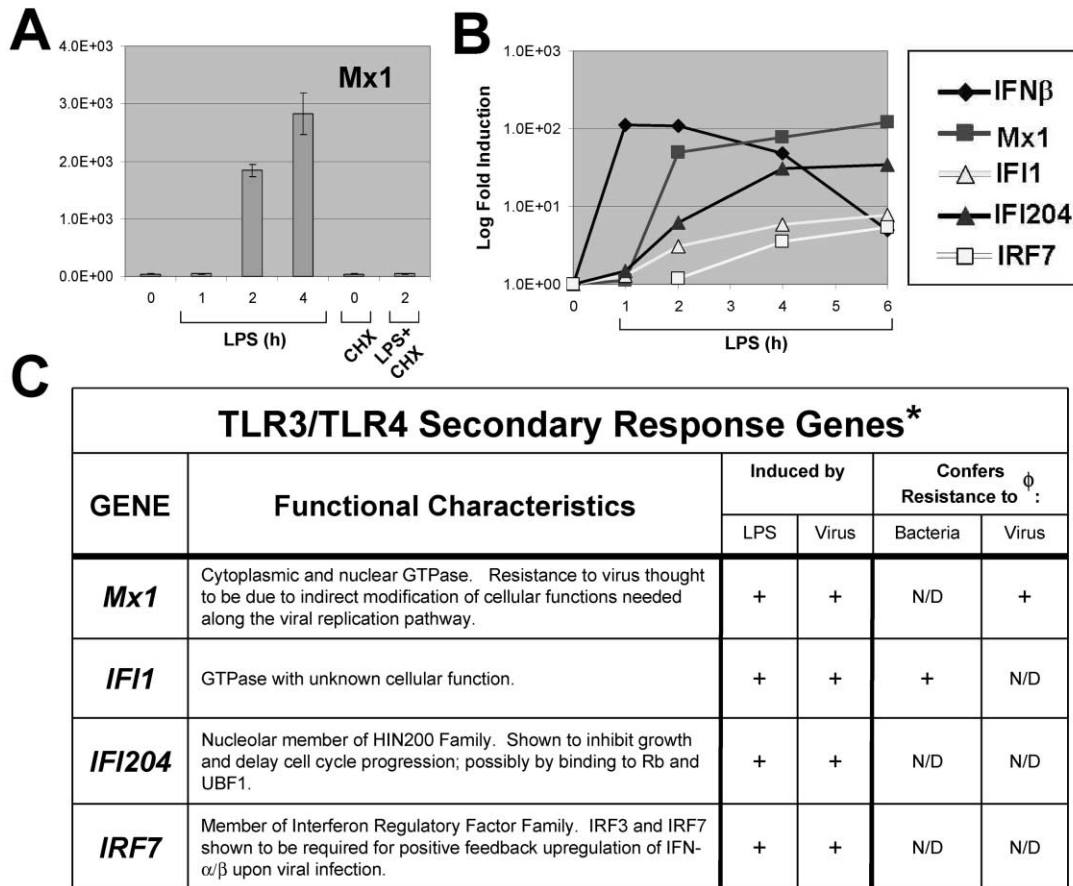 A
4.0E+03
3.0E+03
2.0E+03
1.0E+03
0.0E+00
Mx1
0 1 2 4 0 2
LPS (h)
CHX
LPS+
CHX
B
Log Fold Induction
1.0E+03
1.0E+02
1.0E+01
1.0E+00
0 1 2 3 4 5 6
LPS (h)
IFNβ
Mx1
IFI1
IFI204
IRF7
C
TLR3/TLR4 Secondary Response Genes*
GENE
Functional Characteristics
Induced by
Confers
Resistance to ϕ :
LPS
Virus
Bacteria
Virus
Mx1
Cytoplasmic and nuclear GTPase. Resistance to virus thought
to be due to indirect modification of cellular functions needed
along the viral replication pathway.
+ + N/D +
IFI1
GTPase with unknown cellular function.
+ + + N/D
IFI204
Nucleolar member of HIN200 Family. Shown to inhibit growth
and delay cell cycle progression; possibly by binding to Rb and
UBF1.
+ + N/D N/D
IRF7
Member of Interferon Regulatory Factor Family. IRF3 and IRF7
shown to be required for positive feedback upregulation of IFN-
α/β upon viral infection.
+ + N/D N/D